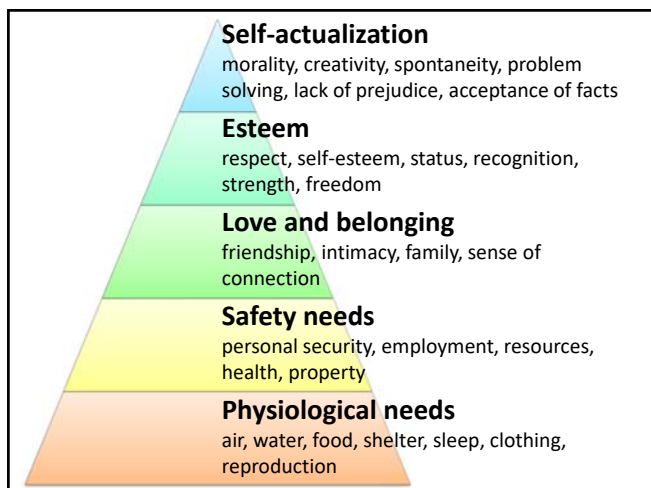 Self-actualization
morality, creativity, spontaneity, problem
solving, lack of prejudice, acceptance of facts
Esteem
respect, self-esteem, status, recognition,
strength, freedom
Love and belonging
friendship, intimacy, family, sense of
connection
Safety needs
personal security, employment, resources,
health, property
Physiological needs
air, water, food, shelter, sleep, clothing,
reproduction